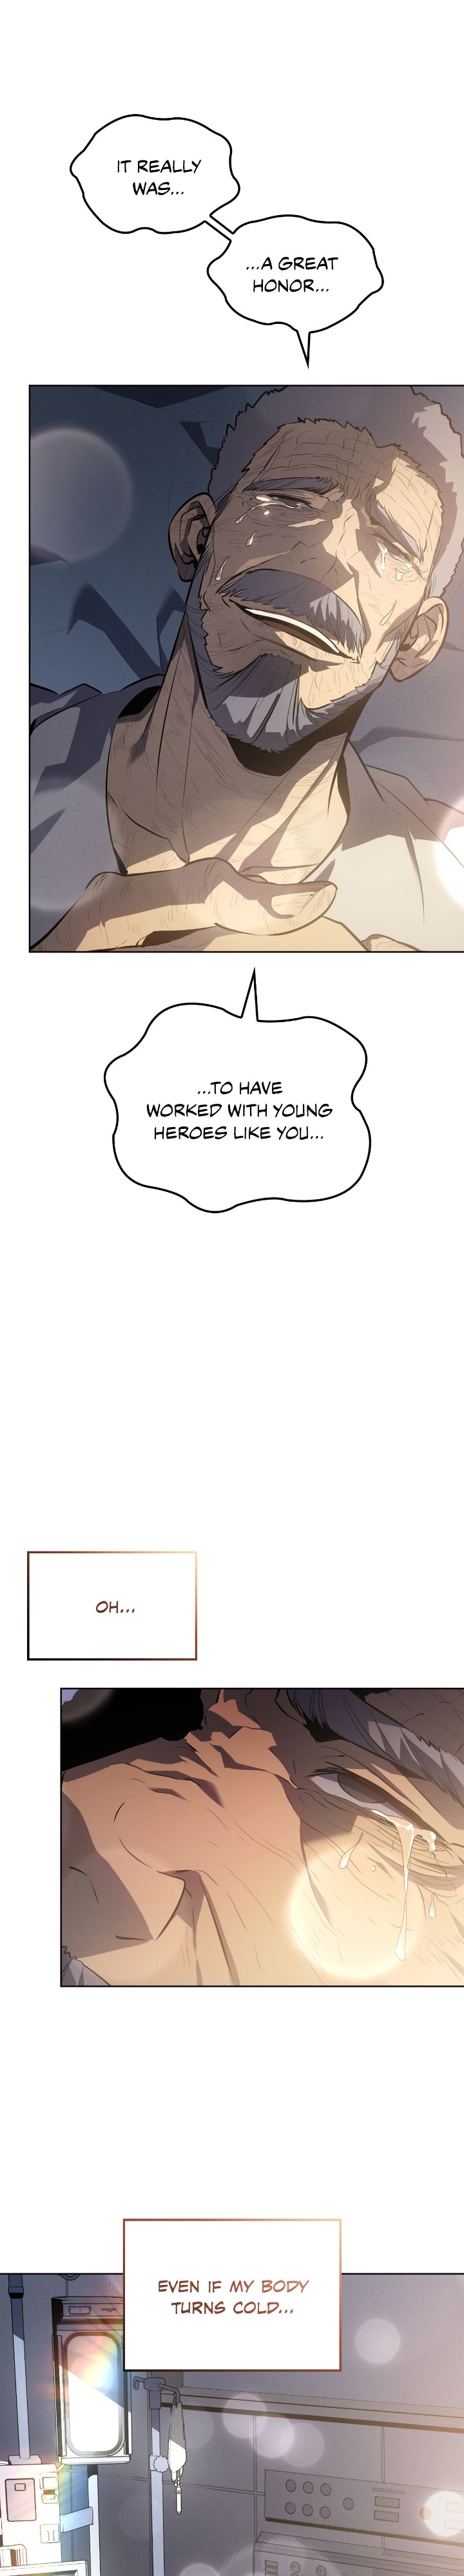 IT REALLY
WAS...
...A GREAT
HONOR...
...TO HAVE
WORKED WITH YOUNG
HEROES LIKE YOU...
OH...
EVEN IF MY BODY
TURNS COLD...